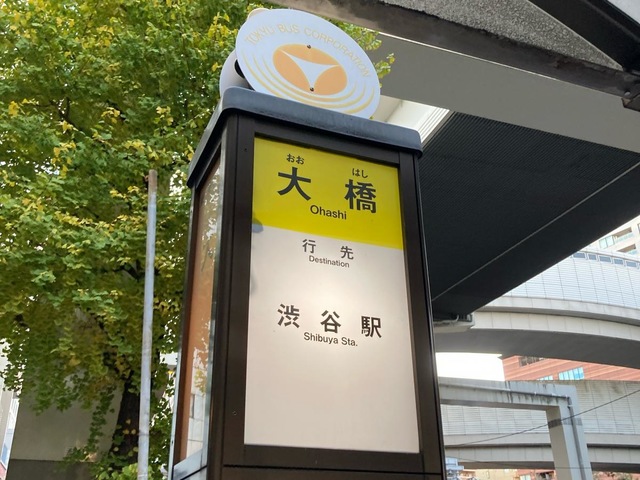 TOKYU BUS CORPORATION
おお はし
大橋
Ohashi
行先
Destination
渋谷駅
Shibuya Sta.